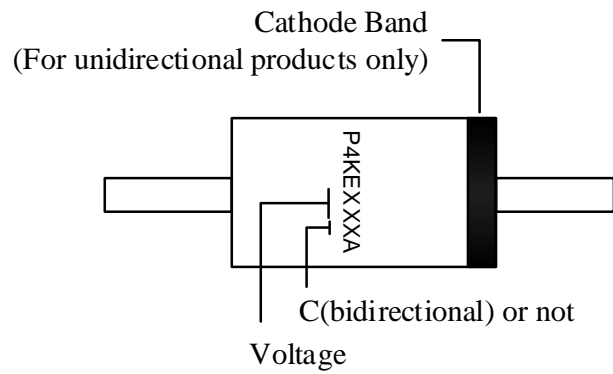 Cathode Band
(For unidirectional products only)
P4KEXXXA
C(bidirectional) or not
Voltage